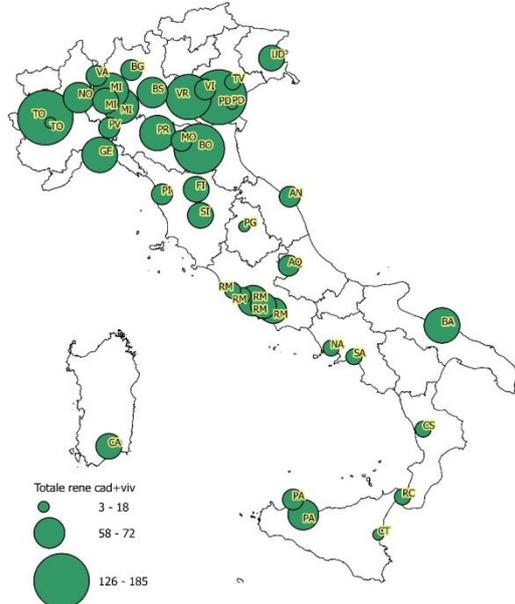 UD
VA
BG
TV
NO
MI
BS
VR
VI
MI
MI
PD
PD
TO
TO
PV
PR
MO
BO
GE
PI
FI
AN
SI
PG
AQ
RM
RM
RM
RM
RM
BA
NA
SA
CA
CS
PA
RC
PA
CT
Totale rene cad+viv
3 - 18
58 - 72
126 - 185